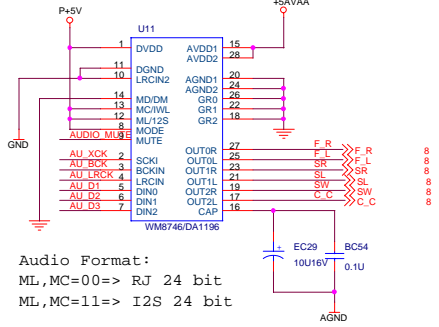 P+5V
+5VAA
U11
1 DVDD AVDD1 15
AVDD2 28
11 DGND
10 LRCIN2 AGND1 20
AGND2 24
14 MD/DM GR0 26
13 MC/IWL GR1 22
12 ML/12S GR2 18
8 MODE
GND
AUDIO_MUTE 9 MUTE
OUT0R 27 F_R F_R 8
AU_XCK 2 SCKI OUT0L 25 F_L F_L 8
AU_BCK 3 BCKIN OUT1R 23 SR SR 8
AU_LRCK 4 LRCIN OUT1L 21 SL SL 8
AU_D1 5 DIN0 OUT2R 19 SW SW 8
AU_D2 6 DIN1 OUT2L 17 C_C C_C 8
AU_D3 7 DIN2 CAP 16
WM8746/DA1196
+ EC29 BC54
10U16V 0.1U
AGND
Audio Format:
ML,MC=00=> RJ 24 bit
ML,MC=11=> I2S 24 bit